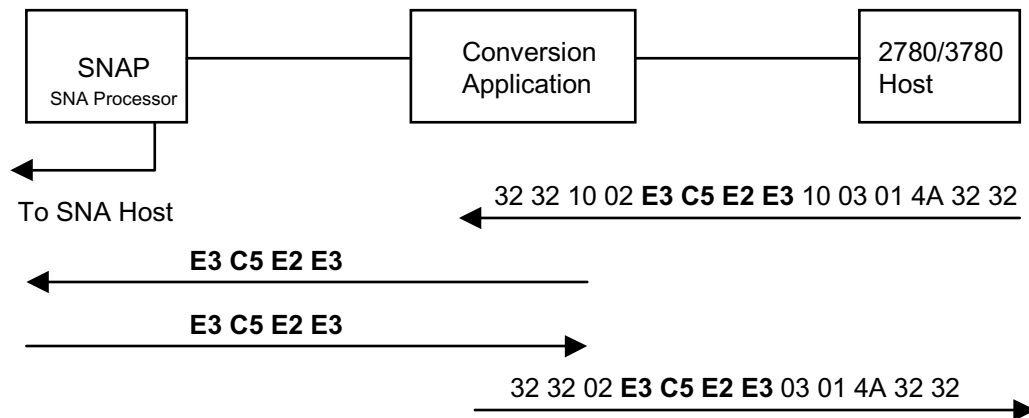 SNAP
SNA Processor
Conversion
Application
2780/3780
Host
To SNA Host
32 32 10 02 E3 C5 E2 E3 10 03 01 4A 32 32
E3 C5 E2 E3
E3 C5 E2 E3
32 32 02 E3 C5 E2 E3 03 01 4A 32 32